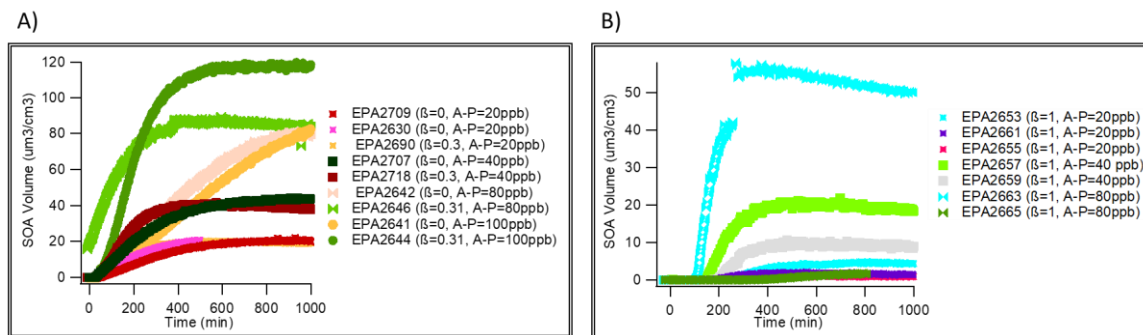 A)
B)
120
100
80
60
40
20
0
SOA Volume (um3/cm3)
0 200 400 600 800 1000
Time (min)
EPA2709 (ß=0, A-P=20ppb)
EPA2630 (ß=0, A-P=20ppb)
EPA2690 (ß=0.3, A-P=20ppb)
EPA2707 (ß=0, A-P=40ppb)
EPA2718 (ß=0.3, A-P=40ppb)
EPA2642 (ß=0, A-P=80ppb)
EPA2646 (ß=0.31, A-P=80ppb)
EPA2641 (ß=0, A-P=100ppb)
EPA2644 (ß=0.31, A-P=100ppb)
50
40
30
20
10
0
SOA Volume (um3/cm3)
0 200 400 600 800 1000
Time (min)
EPA2653 (ß=1, A-P=20ppb)
EPA2661 (ß=1, A-P=20ppb)
EPA2655 (ß=1, A-P=20ppb)
EPA2657 (ß=1, A-P=40 ppb)
EPA2659 (ß=1, A-P=40ppb)
EPA2663 (ß=1, A-P=80ppb)
EPA2665 (ß=1, A-P=80ppb)